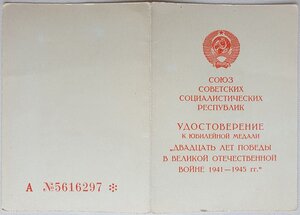 А №5616297 ✻
СОЮЗ
СОВЕТСКИХ
СОЦИАЛИСТИЧЕСКИХ
РЕСПУБЛИК
УДОСТОВЕРЕНИЕ
К ЮБИЛЕЙНОЙ МЕДАЛИ
„ДВАДЦАТЬ ЛЕТ ПОБЕДЫ
В ВЕЛИКОЙ ОТЕЧЕСТВЕННОЙ
ВОЙНЕ 1941—1945 гг.“